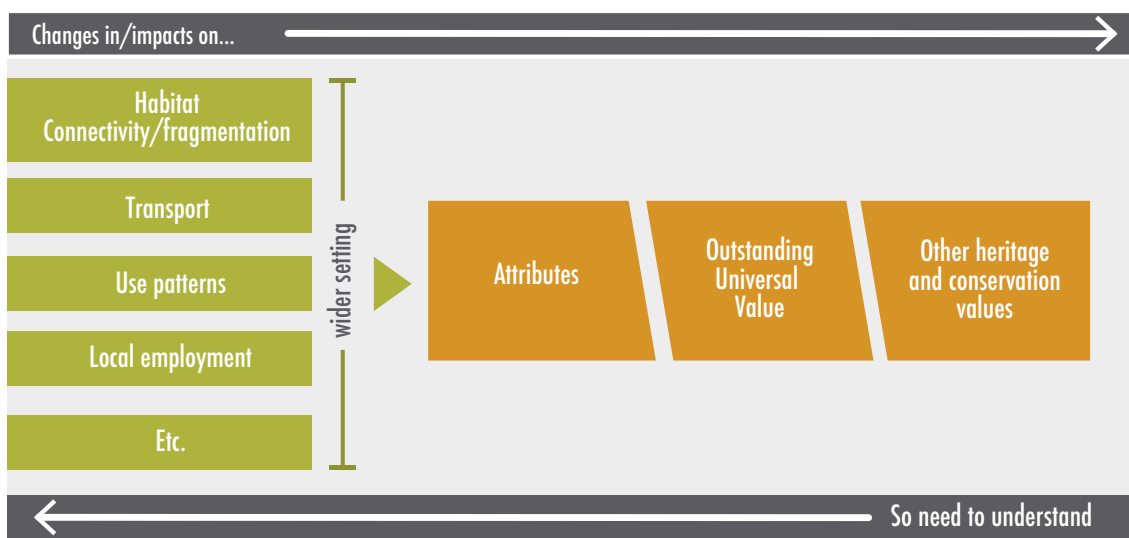 Changes in/impacts on...
Habitat
Connectivity/fragmentation
Transport
Use patterns
Local employment
Etc.
wider setting
Attributes
Outstanding
Universal
Value
Other heritage
and conservation
values
So need to understand